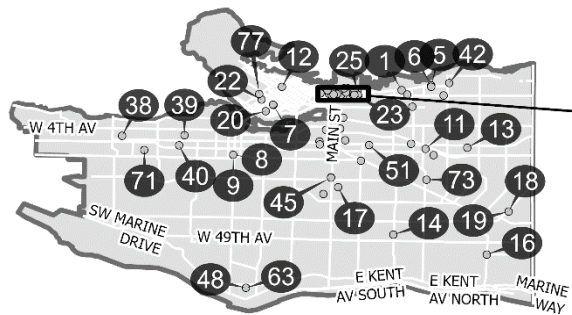 77
12
25
1
6
5
42
22
38
39
20
7
23
W 4TH AV
MAIN ST
11
13
71
40
8
9
51
73
45
17
18
19
SW MARINE
DRIVE
W 49TH AV
14
16
48
63
E KENT
AV SOUTH
E KENT
AV NORTH
MARINE
WAY